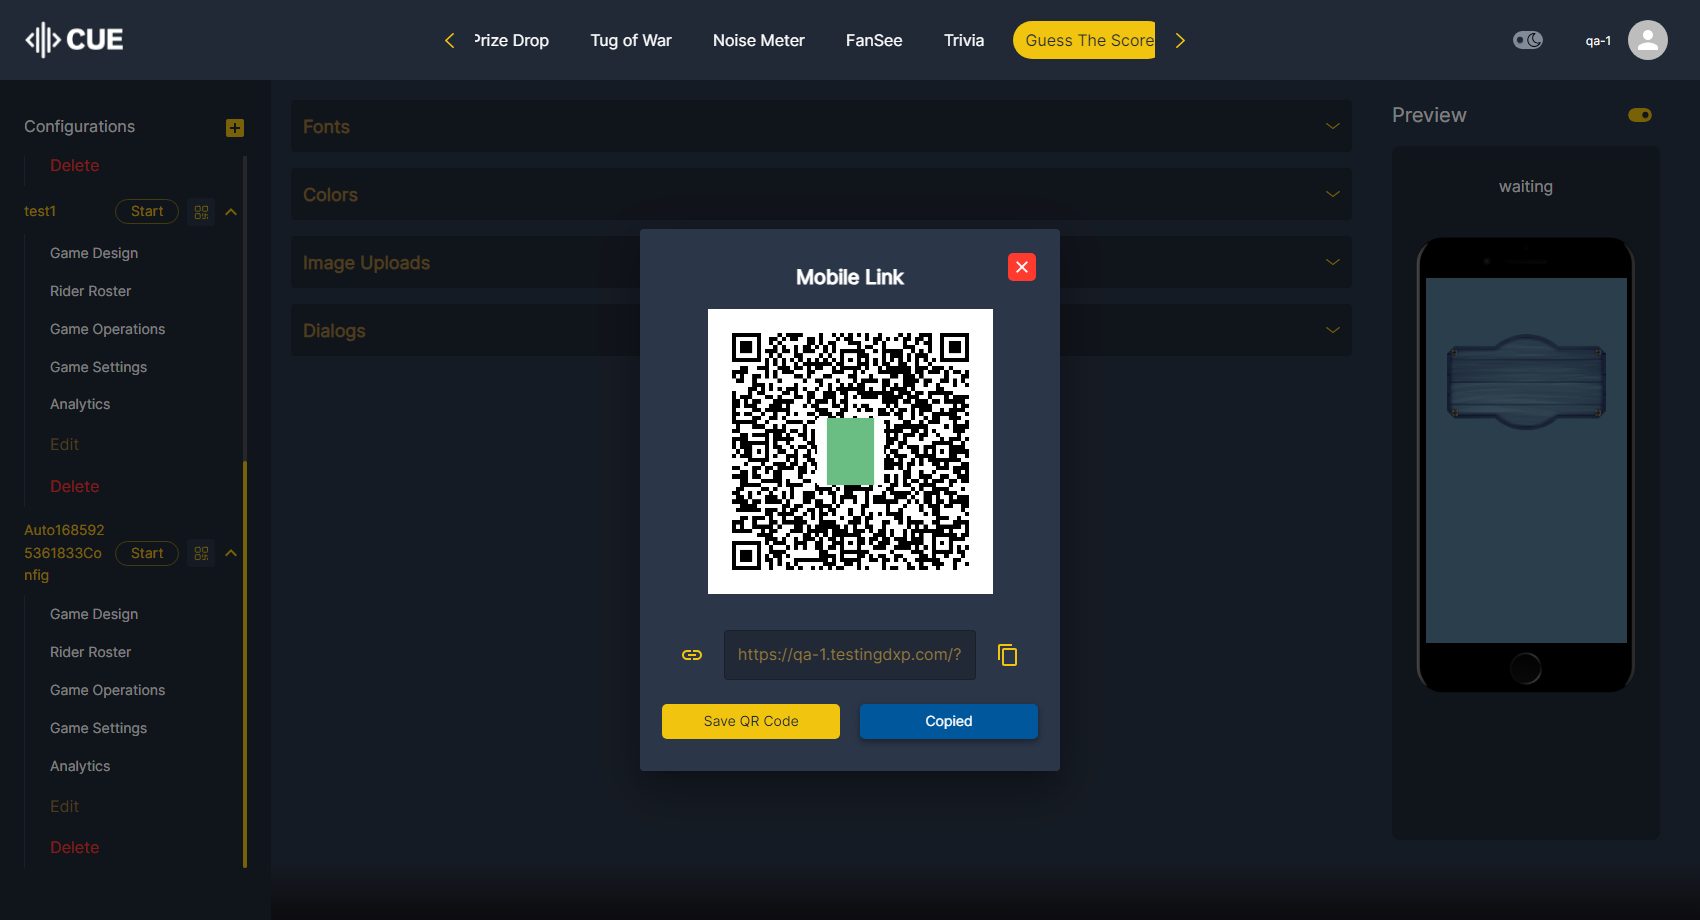 CUE
Prize Drop
Tug of War
Noise Meter
FanSee
Trivia
Guess The Score
qa-1
Configurations
Delete
test1
Start
Game Design
Rider Roster
Game Operations
Game Settings
Analytics
Edit
Delete
Auto168592
5361833Co
nfig
Start
Game Design
Rider Roster
Game Operations
Game Settings
Analytics
Edit
Delete
Fonts
Colors
Image Uploads
Dialogs
Mobile Link
https://qa-1.testingdxp.com/?
Save QR Code
Copied
Preview
waiting